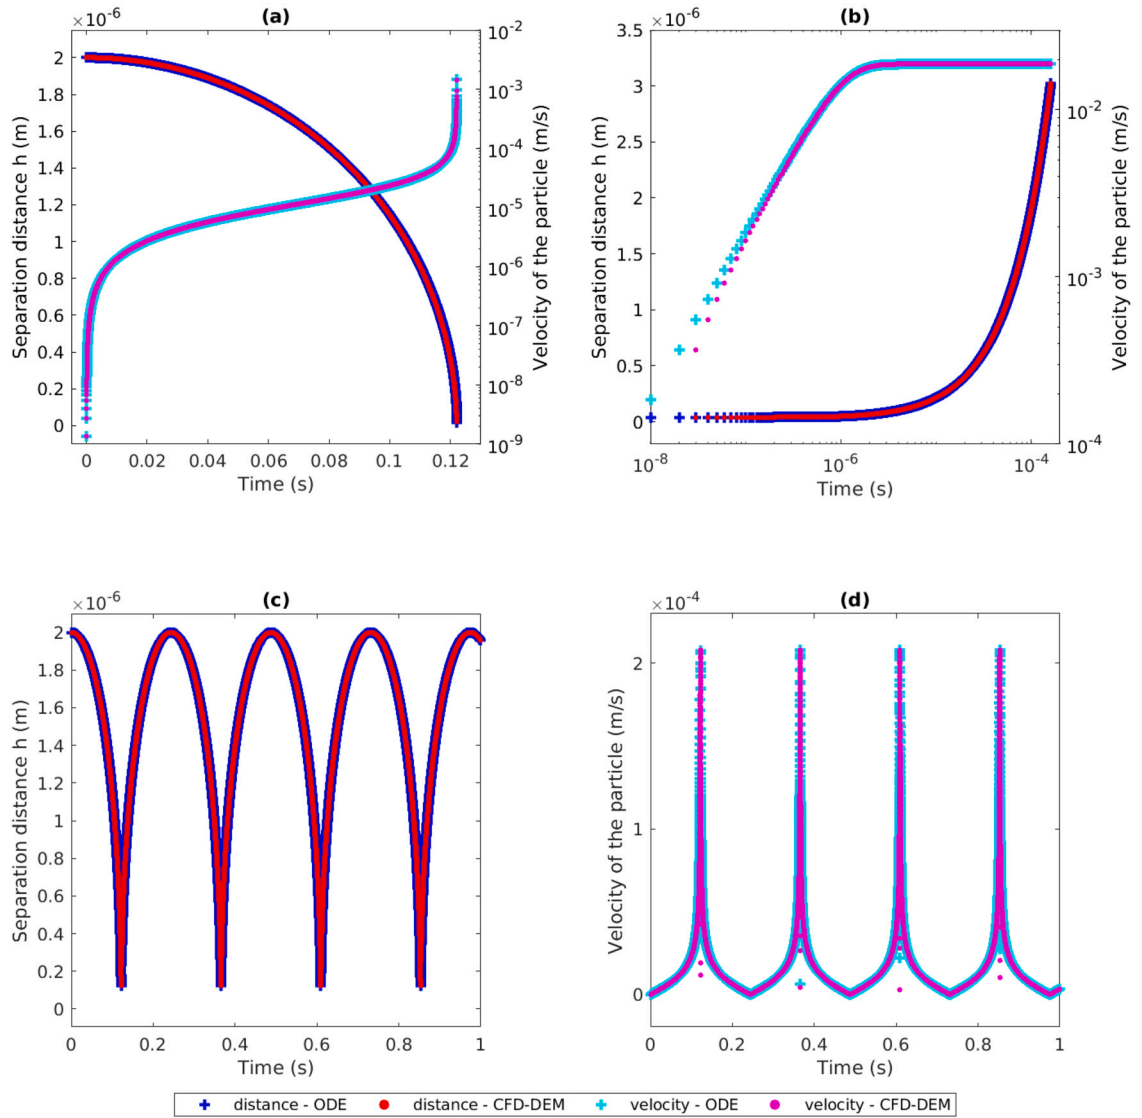 (a)
×10⁻⁶
2
1.8
1.6
1.4
1.2
1
0.8
0.6
0.4
0.2
0
Separation distance h (m)
10⁻²
10⁻³
10⁻⁴
10⁻⁵
10⁻⁶
10⁻⁷
10⁻⁸
10⁻⁹
Velocity of the particle (m/s)
0 0.02 0.04 0.06 0.08 0.1 0.12
Time (s)
(b)
×10⁻⁶
3.5
3
2.5
2
1.5
1
0.5
0
Separation distance h (m)
10⁻²
10⁻³
10⁻⁴
Velocity of the particle (m/s)
10⁻⁸ 10⁻⁶ 10⁻⁴
Time (s)
(c)
×10⁻⁶
2
1.8
1.6
1.4
1.2
1
0.8
0.6
0.4
0.2
0
Separation distance h (m)
0 0.2 0.4 0.6 0.8 1
Time (s)
(d)
×10⁻⁴
2
1
0
Velocity of the particle (m/s)
0 0.2 0.4 0.6 0.8 1
Time (s)
distance - ODE distance - CFD-DEM velocity - ODE velocity - CFD-DEM